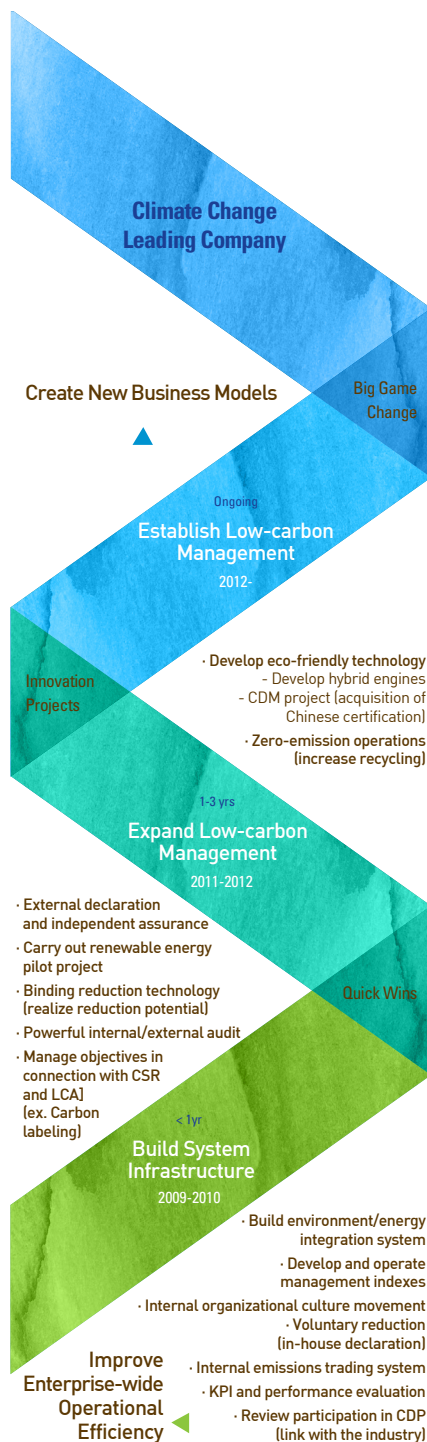 Climate Change
Leading Company
Create New Business Models
Big Game
Change
Ongoing
Establish Low-carbon
Management
2012-
Innovation
Projects
· Develop eco-friendly technology
- Develop hybrid engines
- CDM project (acquisition of
Chinese certification)
· Zero-emission operations
(increase recycling)
1-3 yrs
Expand Low-carbon
Management
2011-2012
· External declaration
and independent assurance
· Carry out renewable energy
pilot project
· Binding reduction technology
(realize reduction potential)
· Powerful internal/external audit
· Manage objectives in
connection with CSR
and LCA]
(ex. Carbon
labeling)
Quick Wins
< 1yr
Build System
Infrastructure
2009-2010
· Build environment/energy
integration system
· Develop and operate
management indexes
· Internal organizational culture movement
· Voluntary reduction
(in-house declaration)
· Internal emissions trading system
· KPI and performance evaluation
· Review participation in CDP
(link with the industry)
Improve
Enterprise-wide
Operational
Efficiency